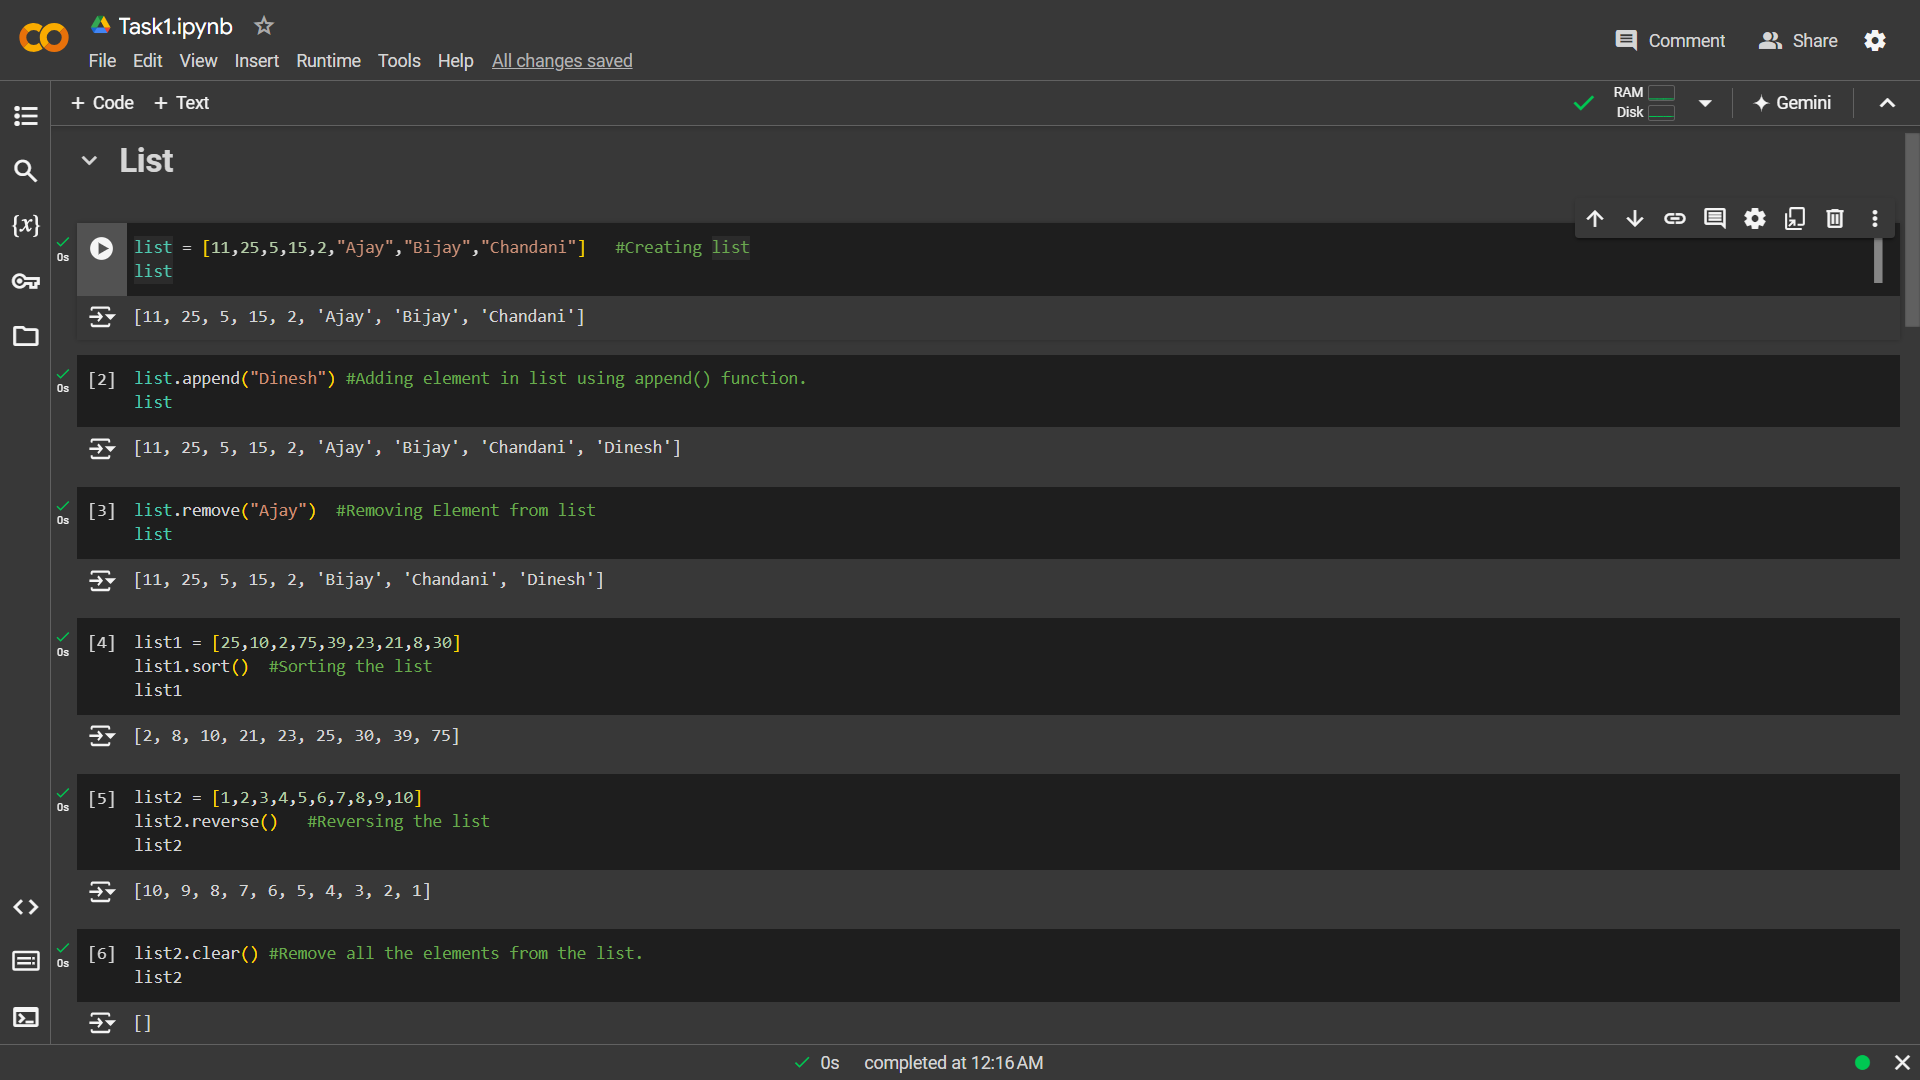 Task1.ipynb
File Edit View Insert Runtime Tools Help All changes saved
Comment Share
+ Code + Text
RAM
Disk
Gemini
List
{x}
0s
list = [11,25,5,15,2,"Ajay","Bijay","Chandani"]   #Creating list
list
[11, 25, 5, 15, 2, 'Ajay', 'Bijay', 'Chandani']
0s
[2] list.append("Dinesh") #Adding element in list using append() function.
list
[11, 25, 5, 15, 2, 'Ajay', 'Bijay', 'Chandani', 'Dinesh']
0s
[3] list.remove("Ajay")  #Removing Element from list
list
[11, 25, 5, 15, 2, 'Bijay', 'Chandani', 'Dinesh']
0s
[4] list1 = [25,10,2,75,39,23,21,8,30]
list1.sort()  #Sorting the list
list1
[2, 8, 10, 21, 23, 25, 30, 39, 75]
0s
[5] list2 = [1,2,3,4,5,6,7,8,9,10]
list2.reverse()   #Reversing the list
list2
[10, 9, 8, 7, 6, 5, 4, 3, 2, 1]
0s
[6] list2.clear() #Remove all the elements from the list.
list2
[]
0s completed at 12:16 AM